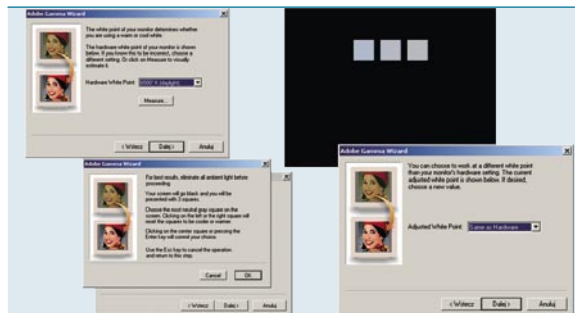 Adobe Gamma Wizard
The white point of your monitor determines whether
you are using a warm or cool white.
The hardware white point of your monitor is shown
below. If you know this to be incorrect, choose a
different setting. Or click on Measure to visually
estimate it.
Hardware White Point: 6500°K (daylight)
Measure...
< Wstecz
Dalej >
Anuluj
Adobe Gamma Wizard
For best results, eliminate all ambient light before
proceeding.
Your screen will go black and you will be
presented with 3 squares.
Choose the most neutral gray square on the
screen. Clicking on the left or the right square will
reset the squares to be cooler or warmer.
Clicking on the center square or pressing the
Enter key will commit your choice.
Use the Esc key to cancel the operation
and return to this step.
Cancel
OK
< Wstecz
Dalej >
Anuluj
Adobe Gamma Wizard
You can choose to work at a different white point
than your monitor's hardware setting. The current
adjusted white point is shown below. If desired,
choose a new value.
Adjusted White Point: Same as Hardware
< Wstecz
Dalej >
Anuluj